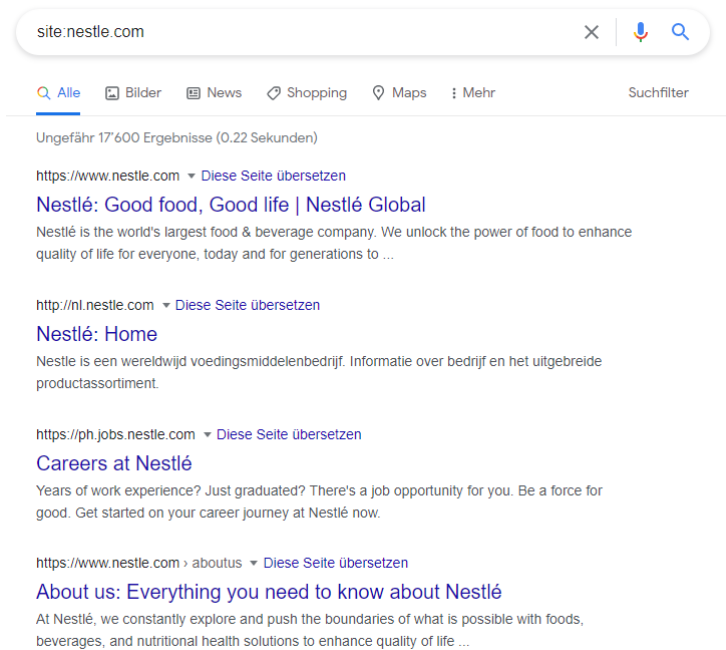 site:nestle.com
Alle Bilder News Shopping Maps Mehr Suchfilter
Ungefähr 17'600 Ergebnisse (0.22 Sekunden)
https://www.nestle.com Diese Seite übersetzen
Nestlé: Good food, Good life | Nestlé Global
Nestlé is the world's largest food & beverage company. We unlock the power of food to enhance
quality of life for everyone, today and for generations to ...
http://nl.nestle.com Diese Seite übersetzen
Nestlé: Home
Nestle is een wereldwijd voedingsmiddelenbedrijf. Informatie over bedrijf en het uitgebreide
productassortiment.
https://ph.jobs.nestle.com Diese Seite übersetzen
Careers at Nestlé
Years of work experience? Just graduated? There's a job opportunity for you. Be a force for
good. Get started on your career journey at Nestlé now.
https://www.nestle.com › aboutus Diese Seite übersetzen
About us: Everything you need to know about Nestlé
At Nestlé, we constantly explore and push the boundaries of what is possible with foods,
beverages, and nutritional health solutions to enhance quality of life ...